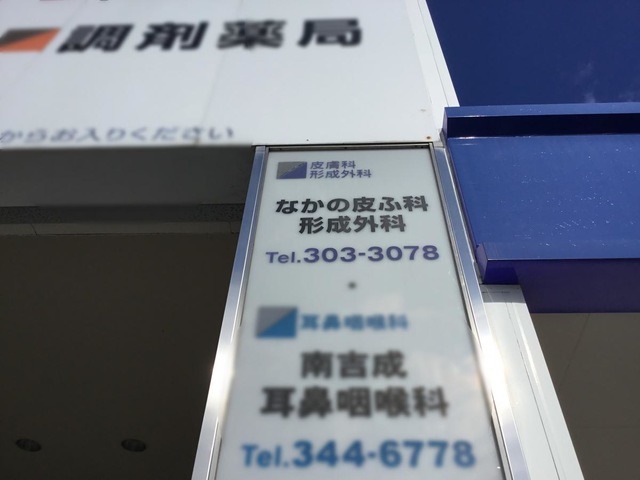 調剤薬局
からお入りください
皮膚科
形成外科
なかの皮ふ科
形成外科
Tel.303-3078
耳鼻咽喉科
南吉成
耳鼻咽喉科
Tel.344-6778